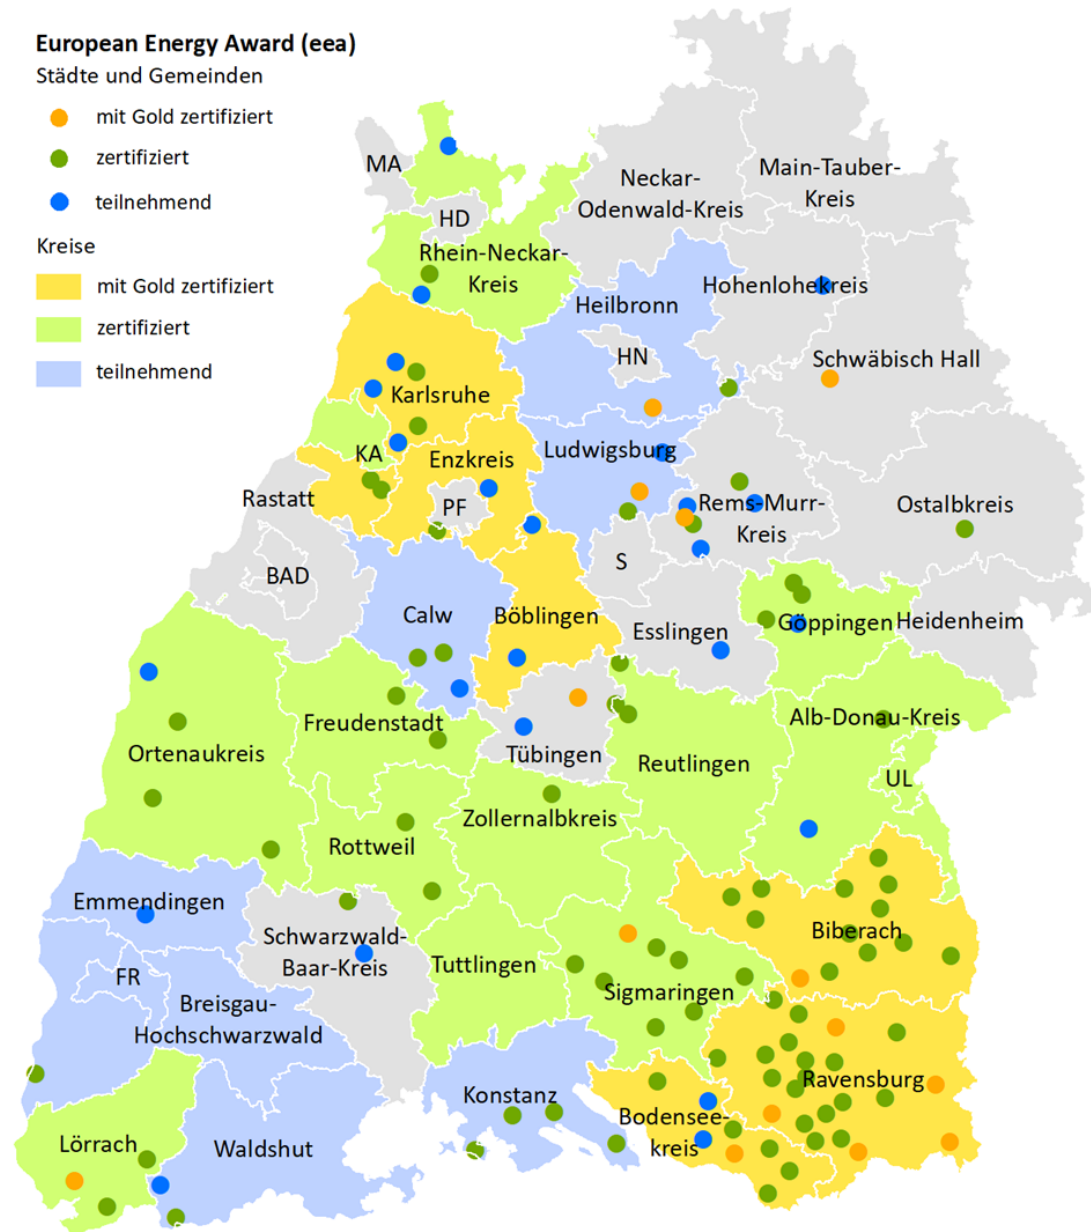 European Energy Award (eea)
Städte und Gemeinden
mit Gold zertifiziert
zertifiziert
teilnehmend
Kreise
mit Gold zertifiziert
zertifiziert
teilnehmend
MA
HD
Neckar-
Odenwald-Kreis
Main-Tauber-
Kreis
Rhein-Neckar-
Kreis
Heilbronn
Hohenlohekreis
HN
Schwäbisch Hall
Karlsruhe
KA
Enzkreis
Ludwigsburg
Rastatt
PF
Rems-Murr-
Kreis
Ostalbkreis
S
BAD
Calw
Böblingen
Esslingen
Göppingen
Heidenheim
Freudenstadt
Alb-Donau-Kreis
Ortenaukreis
Tübingen
Reutlingen
UL
Zollernalbkreis
Rottweil
Emmendingen
Schwarzwald-
Baar-Kreis
Biberach
Tuttlingen
FR
Sigmaringen
Breisgau-
Hochschwarzwald
Ravensburg
Konstanz
Bodensee-
kreis
Lörrach
Waldshut